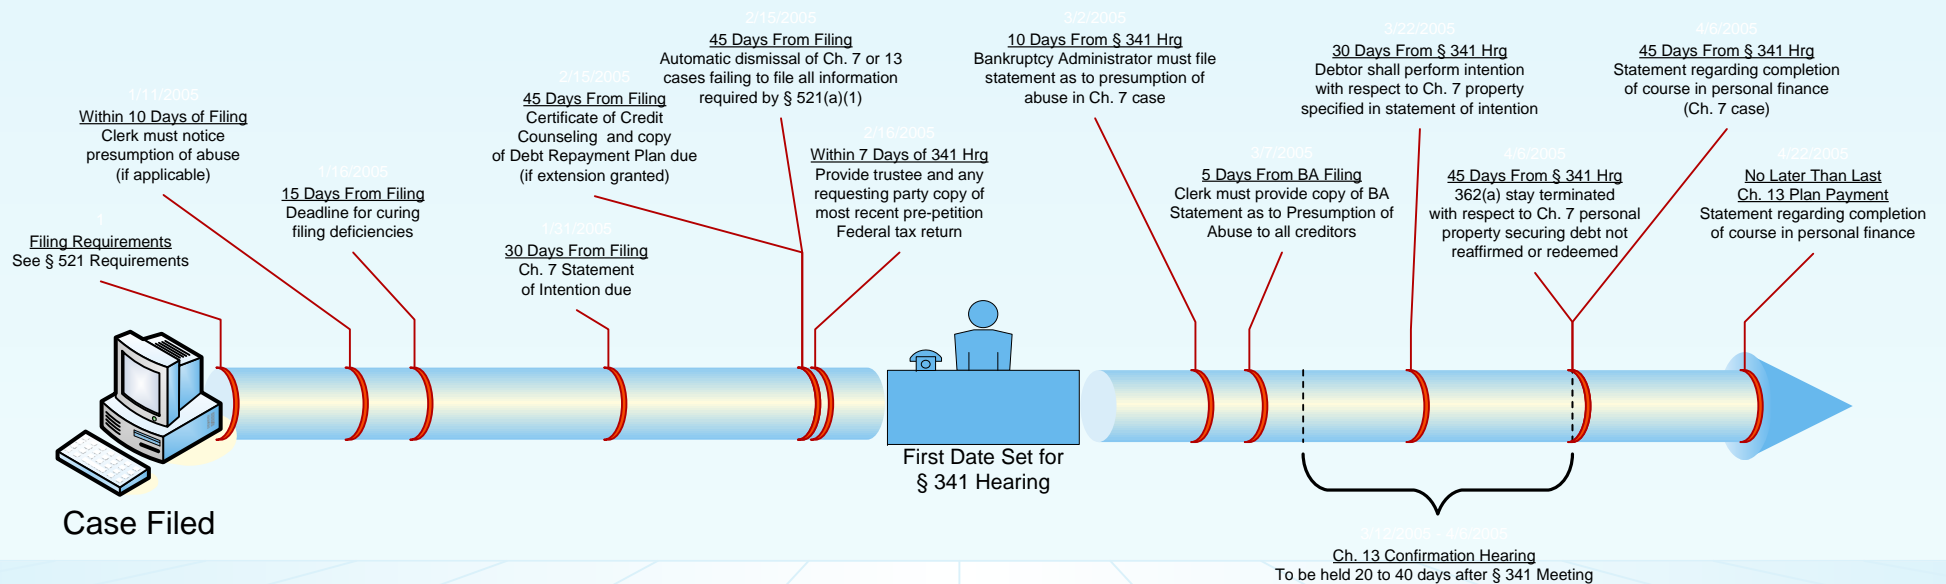 1
Filing Requirements
See § 521 Requirements
1/11/2005
Within 10 Days of Filing
Clerk must notice
presumption of abuse
(if applicable)
1/16/2005
15 Days From Filing
Deadline for curing
filing deficiencies
2/15/2005
45 Days From Filing
Certificate of Credit
Counseling and copy
of Debt Repayment Plan due
(if extension granted)
1/31/2005
30 Days From Filing
Ch. 7 Statement
of Intention due
2/15/2005
45 Days From Filing
Automatic dismissal of Ch. 7 or 13
cases failing to file all information
required by § 521(a)(1)
2/16/2005
Within 7 Days of 341 Hrg
Provide trustee and any
requesting party copy of
most recent pre-petition
Federal tax return
3/2/2005
10 Days From § 341 Hrg
Bankruptcy Administrator must file
statement as to presumption of
abuse in Ch. 7 case
3/7/2005
5 Days From BA Filing
Clerk must provide copy of BA
Statement as to Presumption of
Abuse to all creditors
3/22/2005
30 Days From § 341 Hrg
Debtor shall perform intention
with respect to Ch. 7 property
specified in statement of intention
4/6/2005
45 Days From § 341 Hrg
362(a) stay terminated
with respect to Ch. 7 personal
property securing debt not
reaffirmed or redeemed
4/6/2005
45 Days From § 341 Hrg
Statement regarding completion
of course in personal finance
(Ch. 7 case)
4/22/2005
No Later Than Last
Ch. 13 Plan Payment
Statement regarding completion
of course in personal finance
Case Filed
First Date Set for
§ 341 Hearing
3/12/2005 - 4/6/2005
Ch. 13 Confirmation Hearing
To be held 20 to 40 days after § 341 Meeting